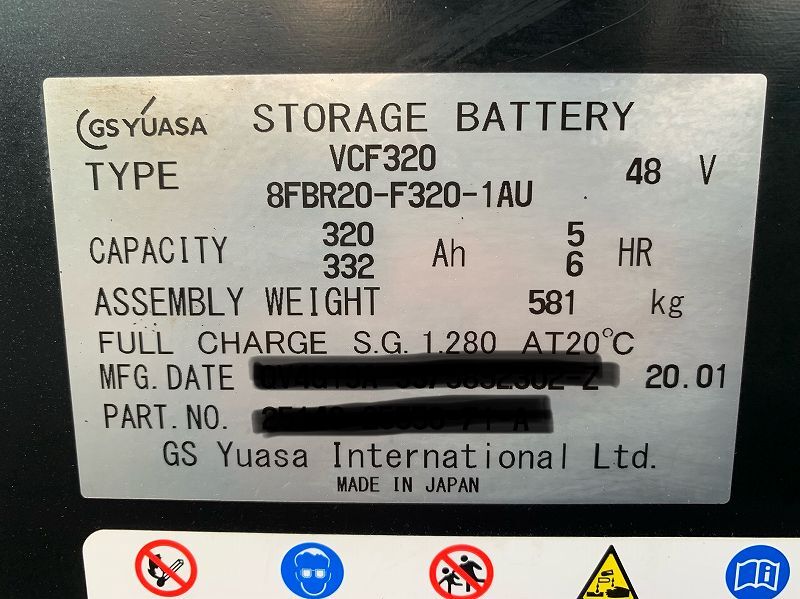 GS YUASA STORAGE BATTERY
TYPE VCF320 48 V
8FBR20-F320-1AU
CAPACITY 320 Ah 5 HR
332 6
ASSEMBLY WEIGHT 581 kg
FULL CHARGE S.G. 1.280 AT20°C
MFG. DATE 20.01
PART.NO.
GS Yuasa International Ltd.
MADE IN JAPAN